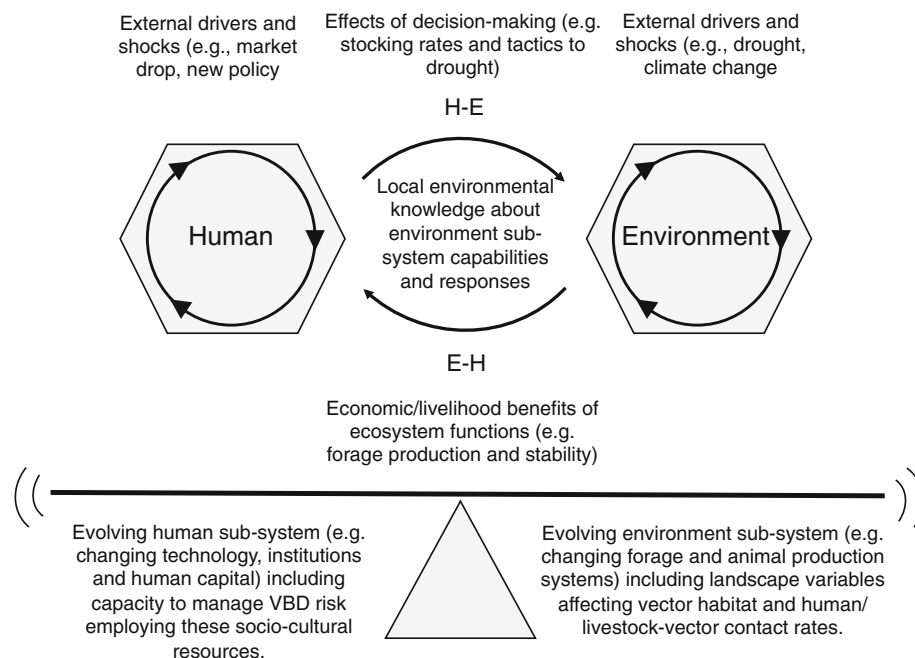 External drivers and
shocks (e.g., market
drop, new policy
Effects of decision-making (e.g.
stocking rates and tactics to
drought)
External drivers and
shocks (e.g., drought,
climate change
H-E
Human
Local environmental
knowledge about
environment sub-
system capabilities
and responses
Environment
E-H
Economic/livelihood benefits of
ecosystem functions (e.g.
forage production and stability)
Evolving human sub-system (e.g.
changing technology, institutions
and human capital) including
capacity to manage VBD risk
employing these socio-cultural
resources.
Evolving environment sub-system (e.g.
changing forage and animal production
systems) including landscape variables
affecting vector habitat and human/
livestock-vector contact rates.